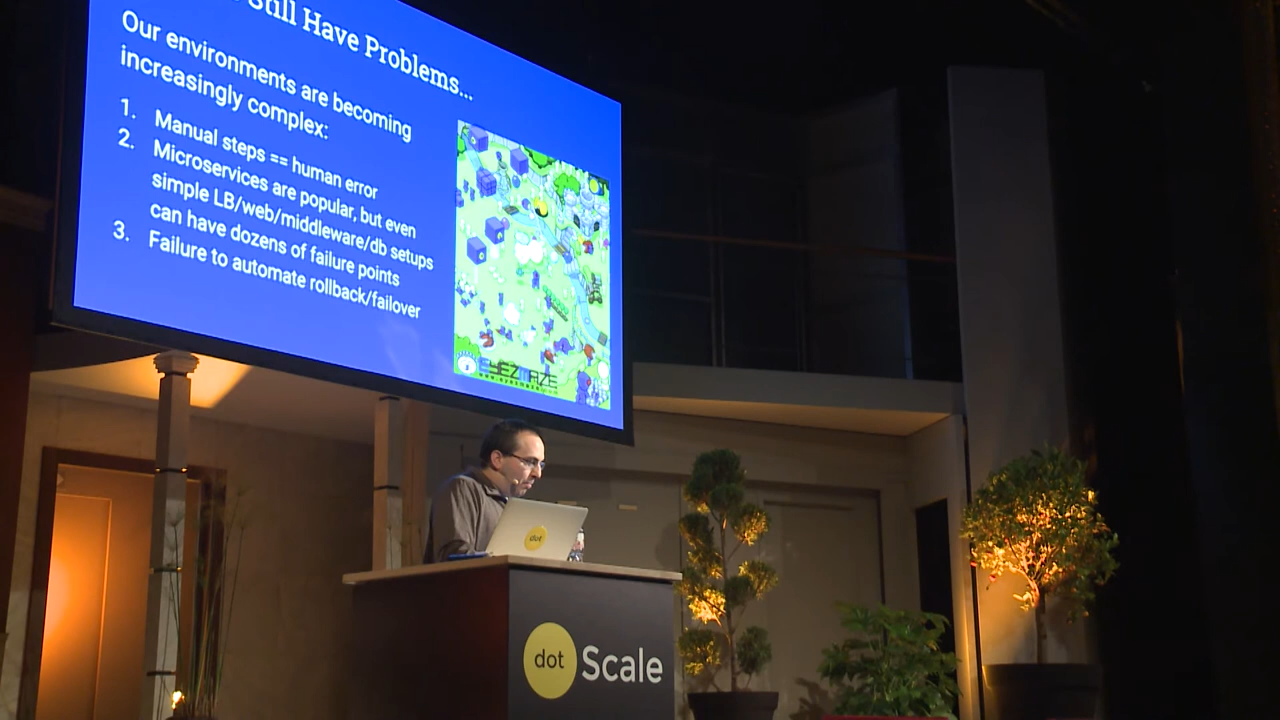 Still Have Problems...
Our environments are becoming
increasingly complex:
1. Manual steps == human error
2. Microservices are popular, but even
simple LB/web/middleware/db setups
can have dozens of failure points
3. Failure to automate rollback/failover
EYEZMAZE
dot
dot Scale